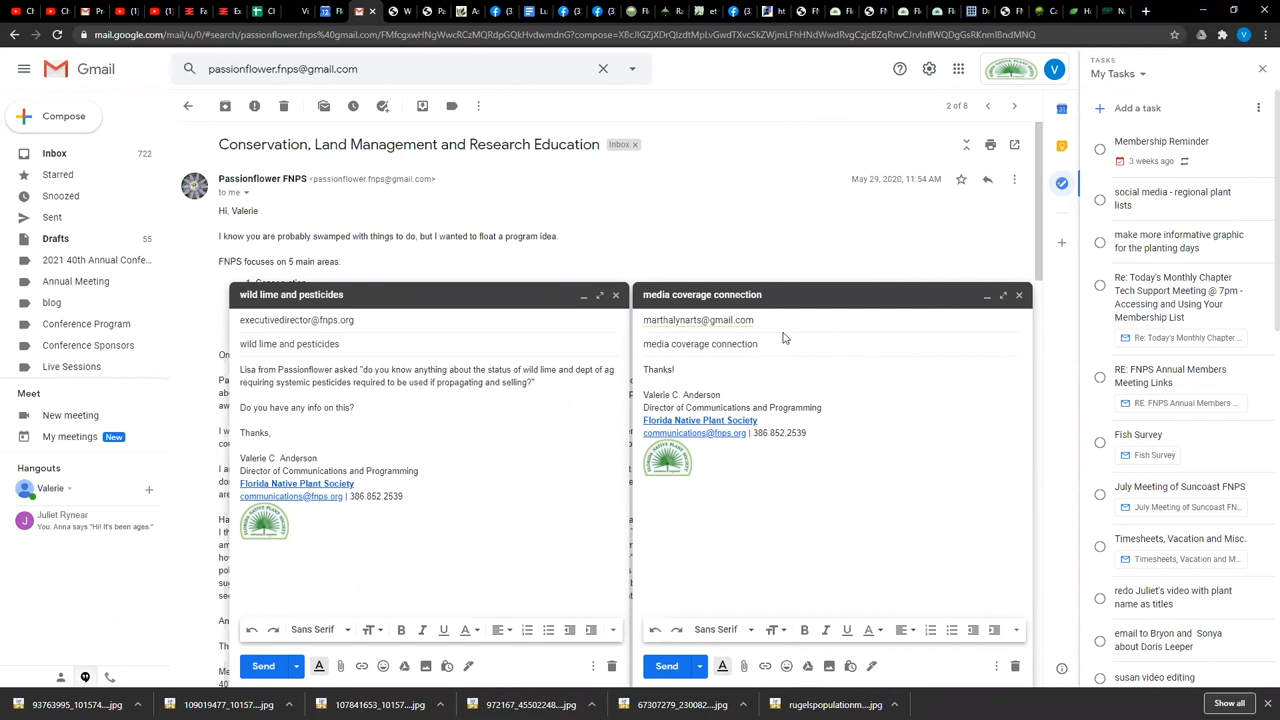 mail.google.com/mail/u/0/#search/passionflower.fnps%40gmail.com/FMfcgxwHNgWwcRCzMQRdpGQkHvdwmdnG?compose=XBcJlGZjXDrQlzdtMpLvGwdTXvcSkZWjmLFhHNdWwdRvgCzjcBZqRnvCJrvlnflWQDgGsRKnmI8ndMNQ
Gmail
passionflower.fnps@gmail.com
V
TASKS
My Tasks
Compose
2 of 8
Add a task
Inbox 722
Starred
Snoozed
Sent
Drafts 55
2021 40th Annual Confe...
Annual Meeting
blog
Conference Program
Conference Sponsors
Live Sessions
Meet
New meeting
My meetings New
Hangouts
Valerie
Juliet Rynear
You: Anna says "Hi! It's been ages."
Conservation, Land Management and Research Education Inbox
Passionflower FNPS <passionflower.fnps@gmail.com> May 29, 2020, 11:54 AM
to me
Hi, Valerie
I know you are probably swamped with things to do, but I wanted to float a program idea.
FNPS focuses on 5 main areas:
wild lime and pesticides
executivedirector@fnps.org
wild lime and pesticides
Lisa from Passionflower asked "do you know anything about the status of wild lime and dept of ag
requiring systemic pesticides required to be used if propagating and selling?"
Do you have any info on this?
Thanks,
Valerie C. Anderson
Director of Communications and Programming
Florida Native Plant Society
communications@fnps.org | 386.852.2539
Sans Serif
Send
media coverage connection
marthalynarts@gmail.com
media coverage connection
Thanks!
Valerie C. Anderson
Director of Communications and Programming
Florida Native Plant Society
communications@fnps.org | 386.852.2539
Sans Serif
Send
Membership Reminder
3 weeks ago
social media - regional plant
lists
make more informative graphic
for the planting days
Re: Today's Monthly Chapter
Tech Support Meeting @ 7pm -
Accessing and Using Your
Membership List
Re: Today's Monthly Chapter ...
RE: FNPS Annual Members
Meeting Links
RE: FNPS Annual Members ...
Fish Survey
Fish Survey
July Meeting of Suncoast FNPS
July Meeting of Suncoast FN...
Timesheets, Vacation and Misc.
Timesheets, Vacation and M...
redo Juliet's video with plant
name as titles
email to Bryon and Sonya
about Doris Leeper
susan video editing
93763995_101574....jpg
109019477_10157....jpg
107841653_10157....jpg
972167_45502248....jpg
67307279_230082....jpg
rugelspopulationm....jpg
Show all